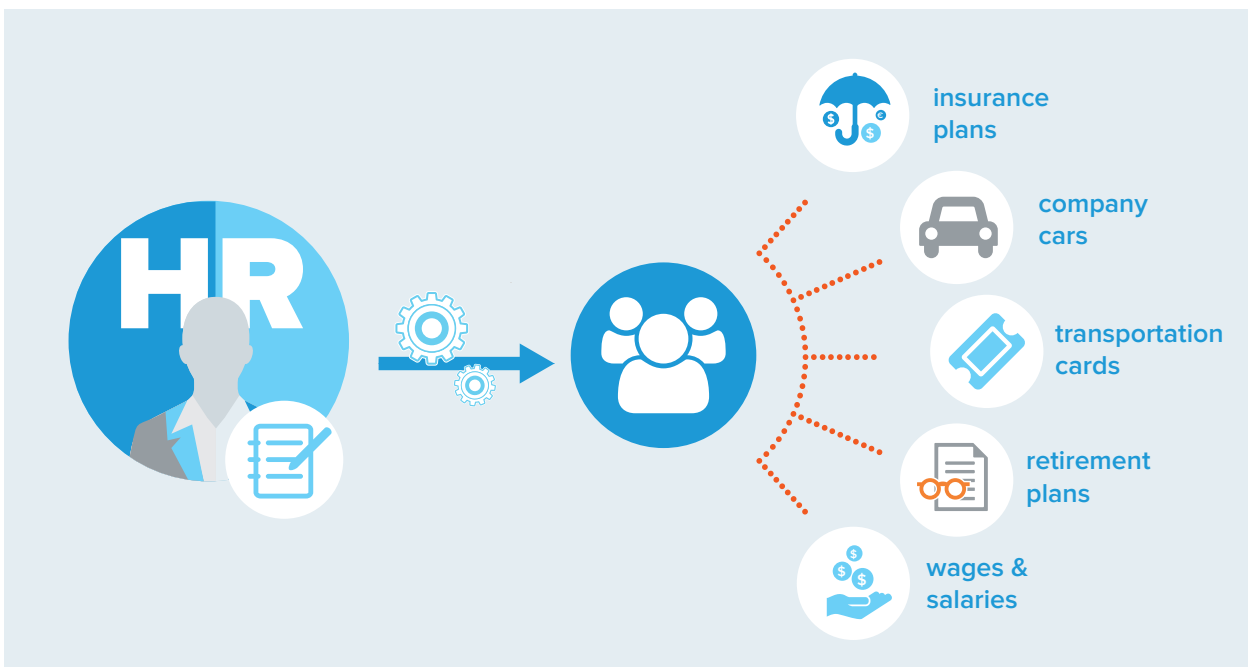 HR
insurance
plans
company
cars
transportation
cards
retirement
plans
wages &
salaries
$
$
€
$
$
$